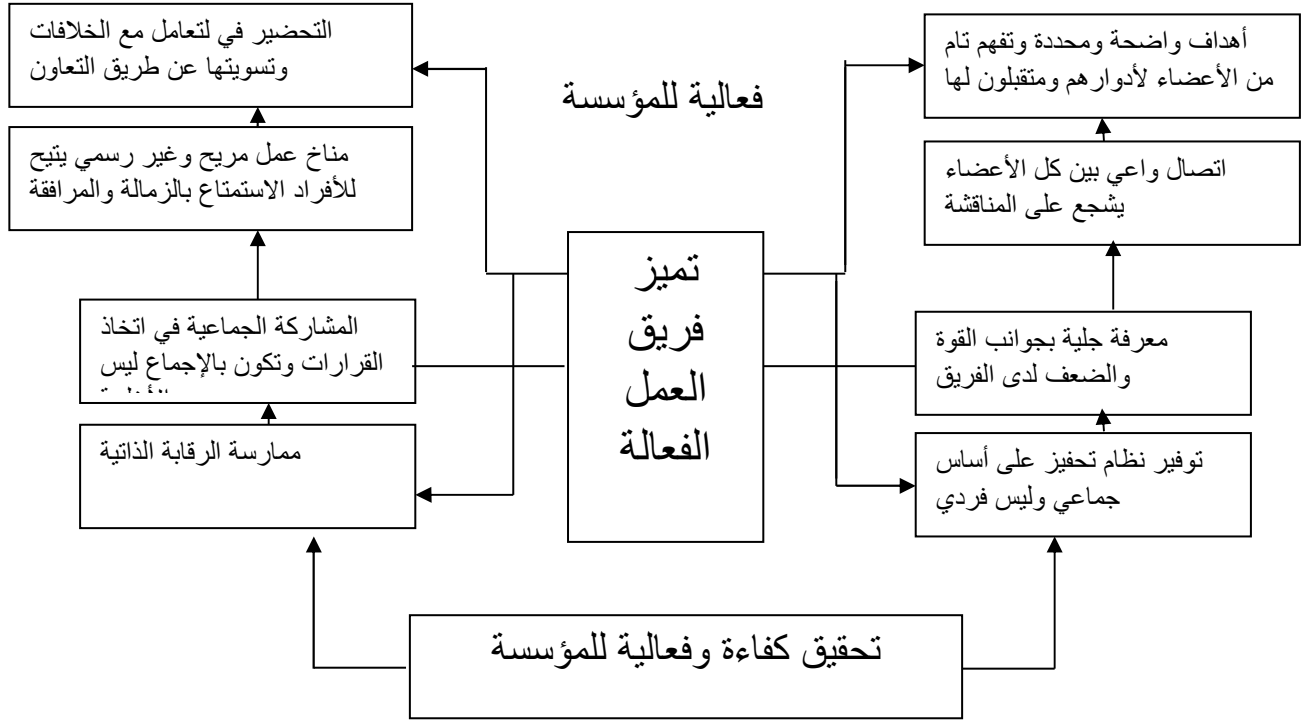 فعالية للمؤسسة
أهداف واضحة ومحددة وتفهم تام
من الأعضاء لأدوارهم ومتقبلون لها
اتصال واعي بين كل الأعضاء
يشجع على المناقشة
معرفة جلية بجوانب القوة
والضعف لدى الفريق
توفير نظام تحفيز على أساس
جماعي وليس فردي
تميز
فريق
العمل
الفعالة
التحضير في لتعامل مع الخلافات
وتسويتها عن طريق التعاون
مناخ عمل مريح وغير رسمي يتيح
للأفراد الاستمتاع بالزمالة والمرافقة
المشاركة الجماعية في اتخاذ
القرارات وتكون بالإجماع ليس
ممارسة الرقابة الذاتية
تحقيق كفاءة وفعالية للمؤسسة